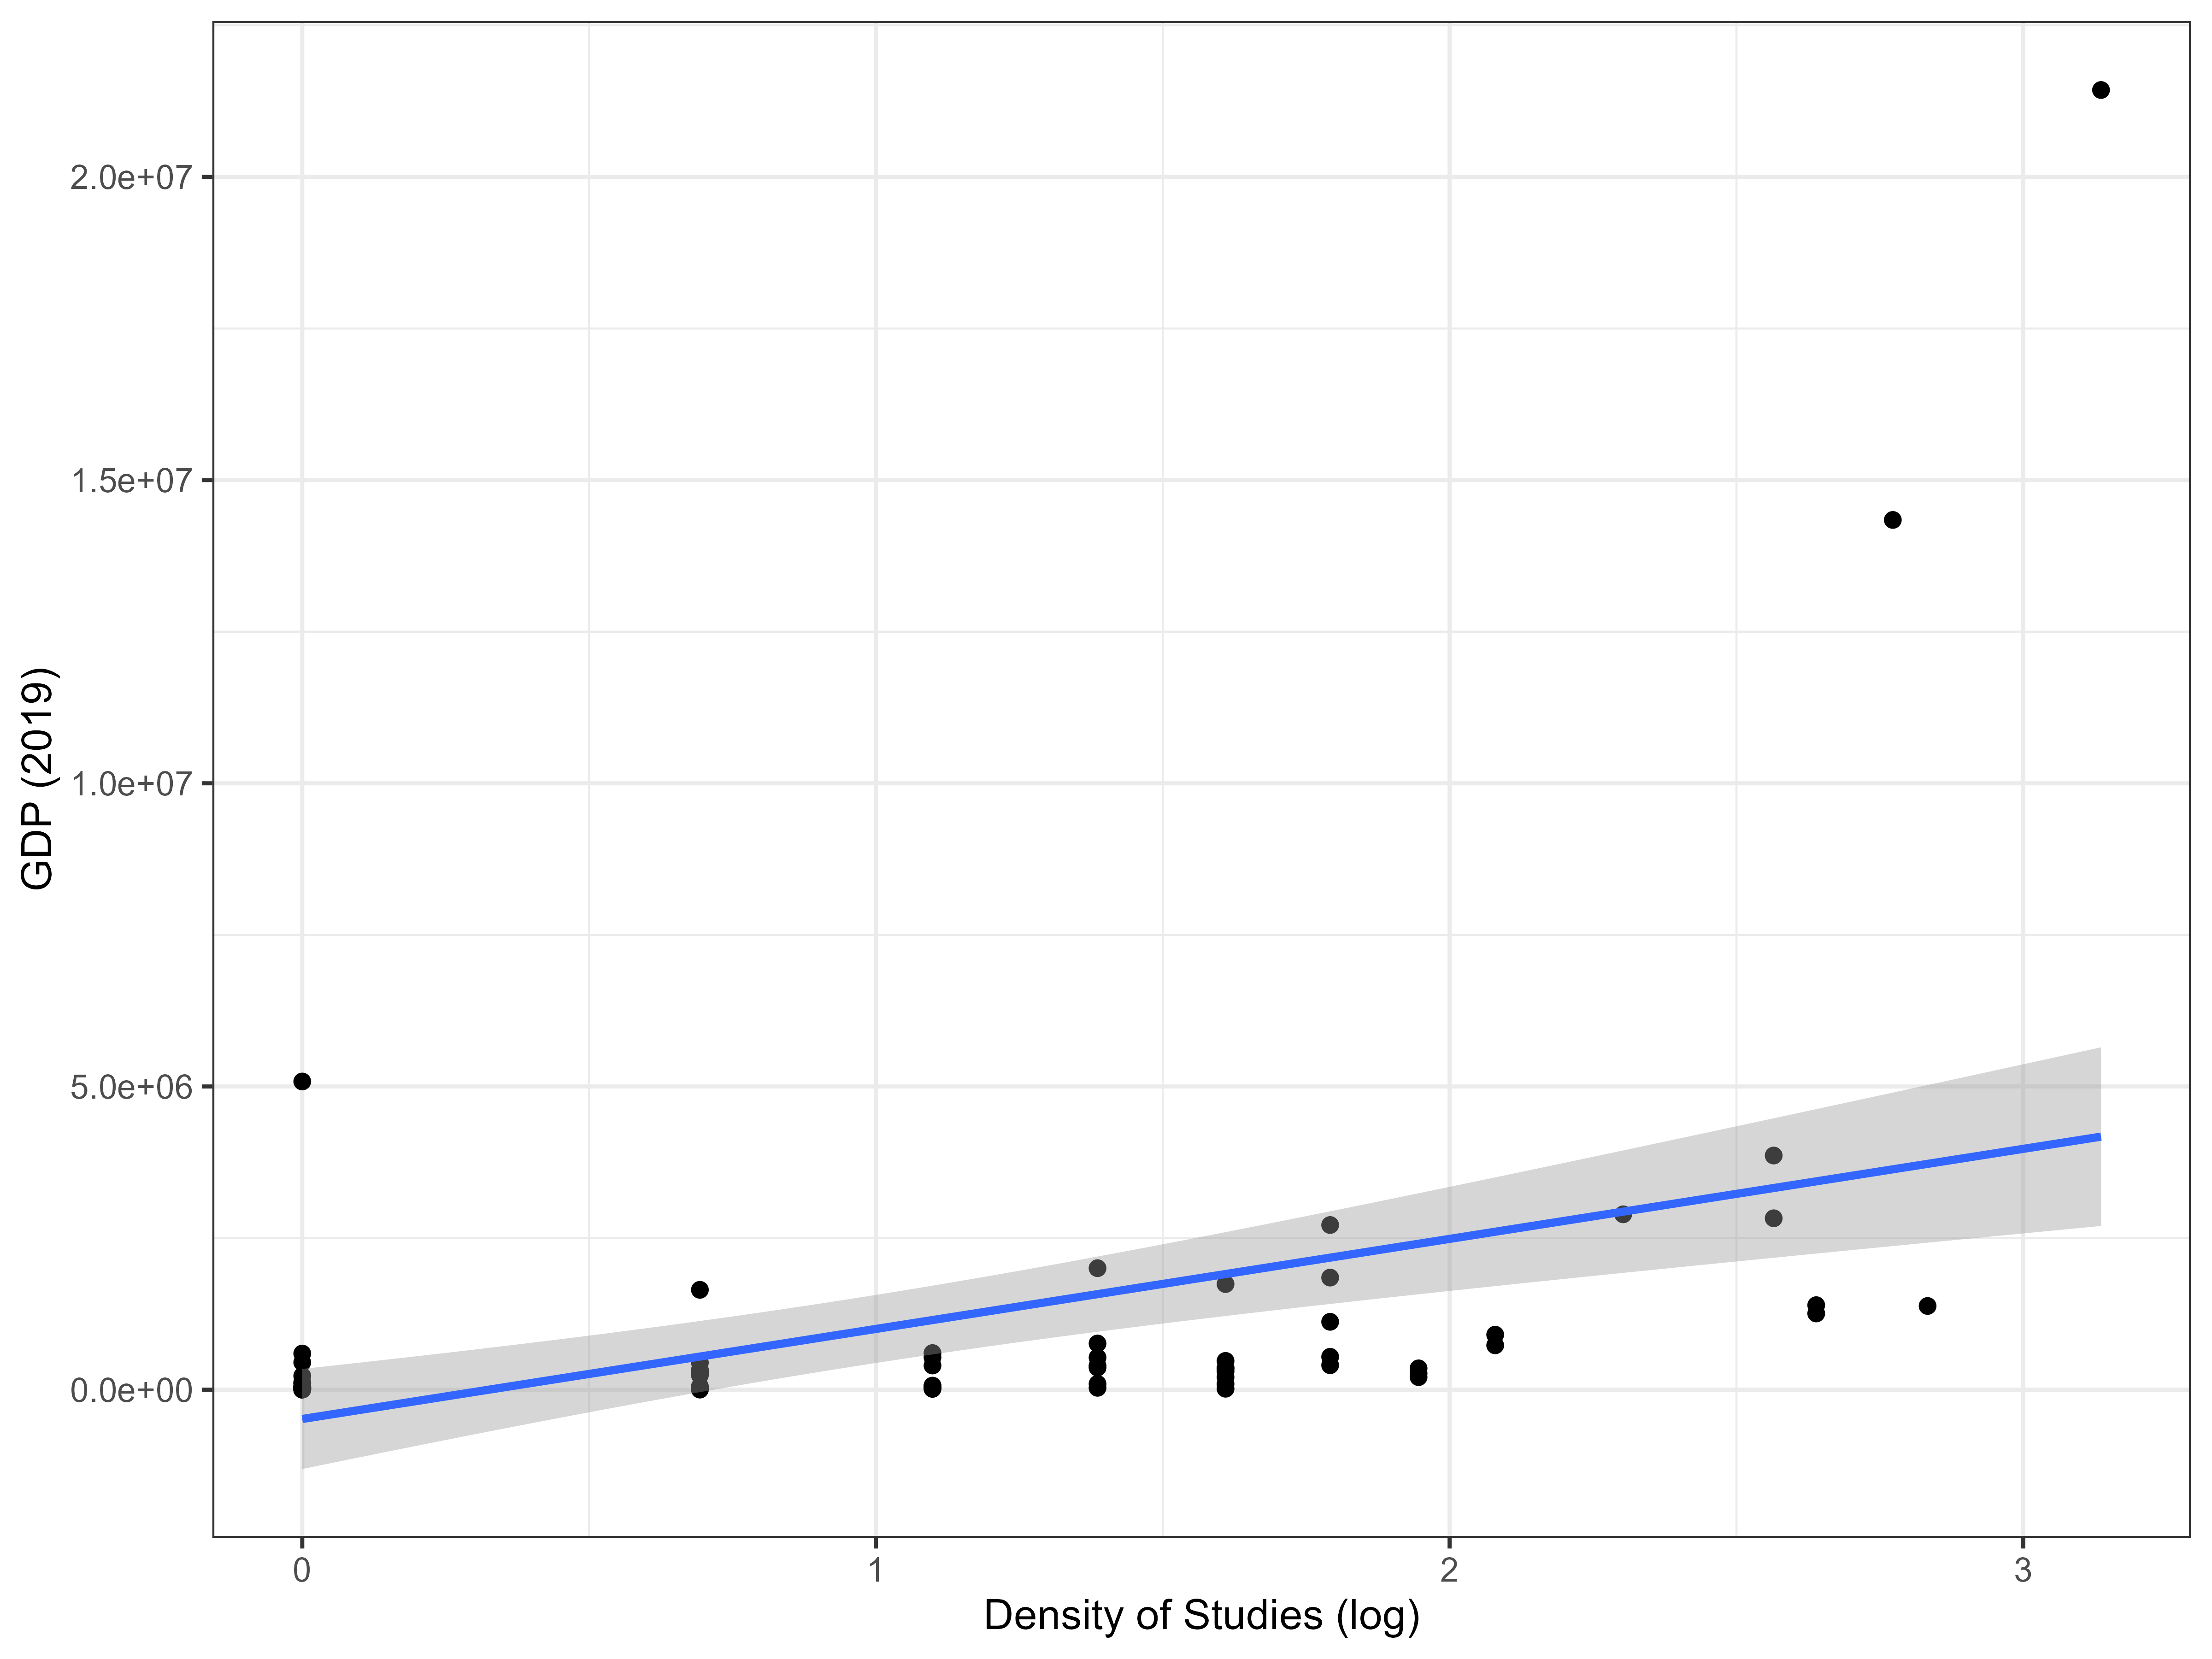 GDP (2019)
2.0e+07
1.5e+07
1.0e+07
5.0e+06
0.0e+00
0 1 2 3
Density of Studies (log)